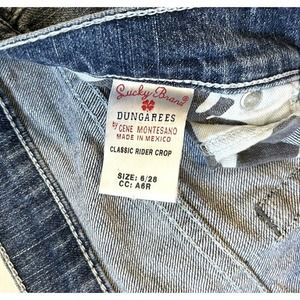 Lucky Brand
DUNGAREES
by GENE MONTESANO
MADE IN MEXICO
CLASSIC RIDER CROP
SIZE: 6/28
CC: A6R